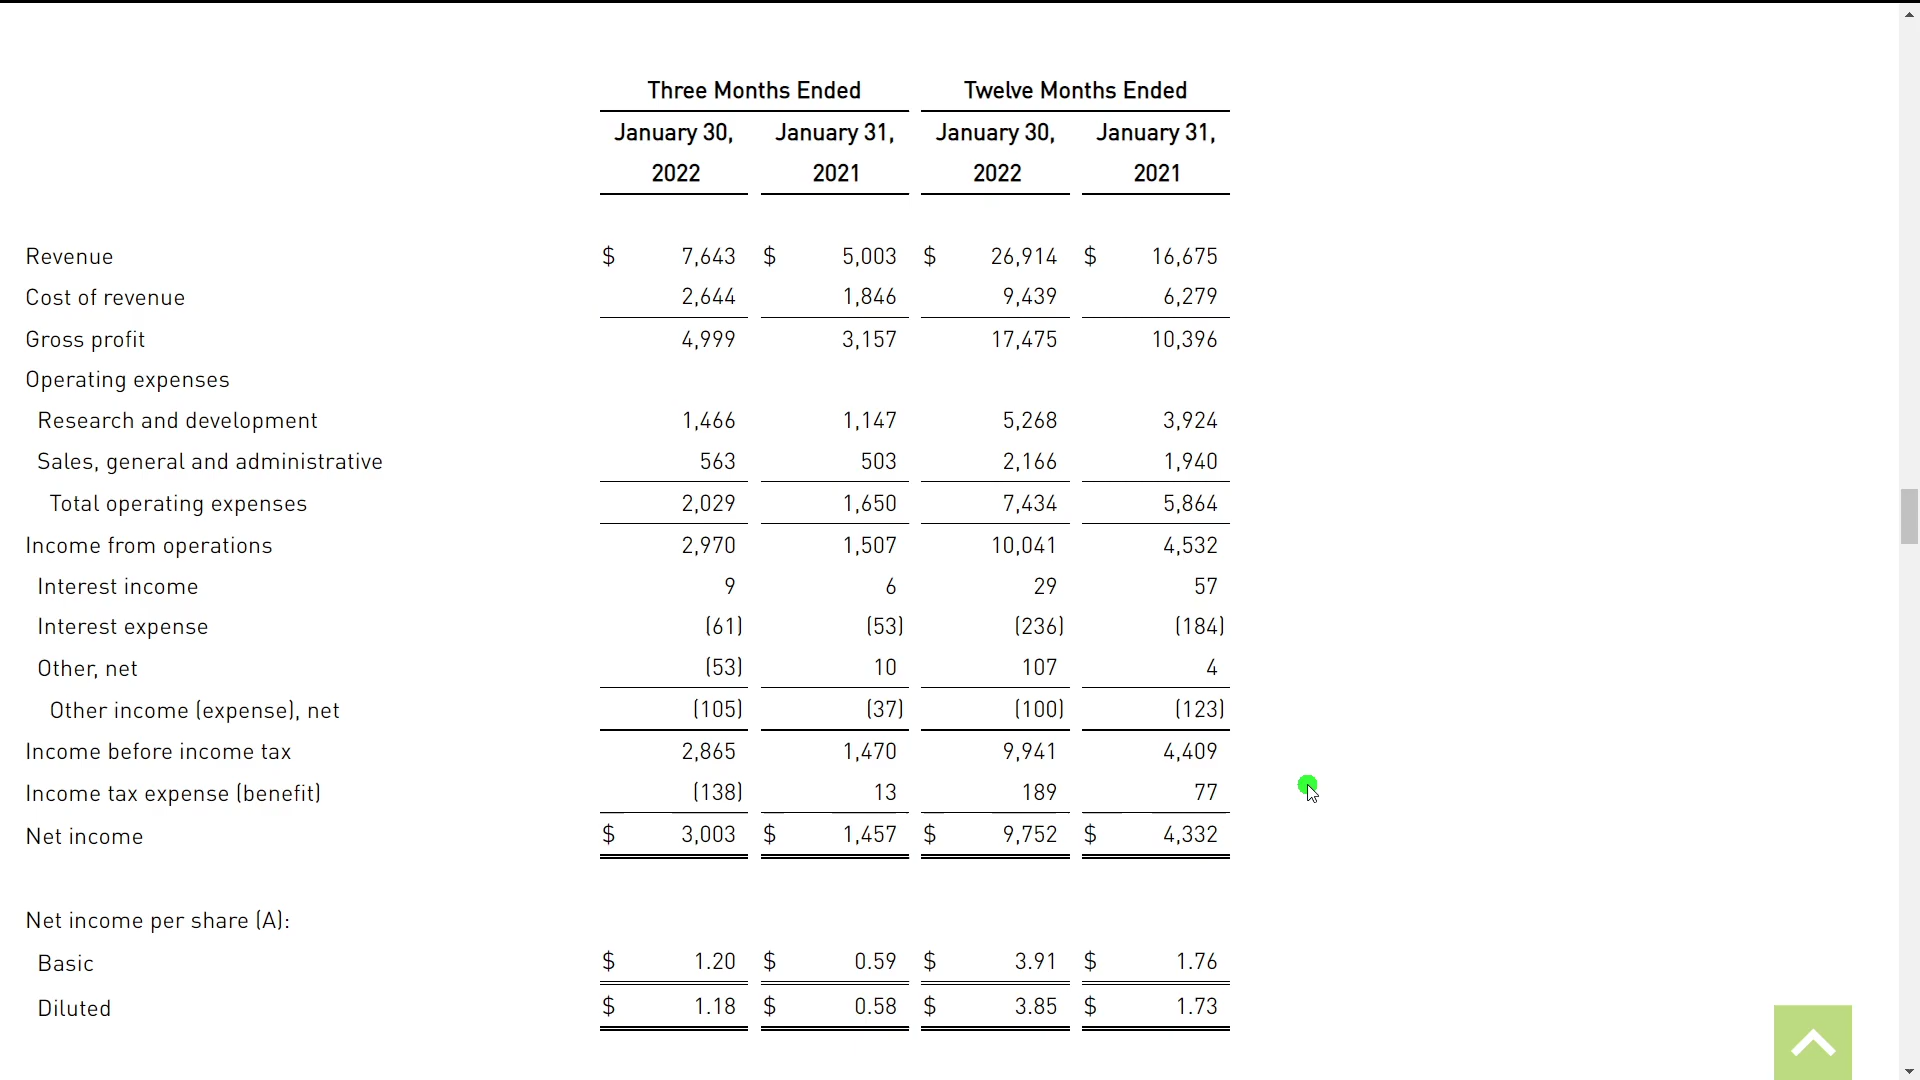 Three Months Ended Twelve Months Ended
January 30, January 31, January 30, January 31,
2022 2021 2022 2021
Revenue $ 7,643 $ 5,003 $ 26,914 $ 16,675
Cost of revenue 2,644 1,846 9,439 6,279
Gross profit 4,999 3,157 17,475 10,396
Operating expenses
Research and development 1,466 1,147 5,268 3,924
Sales, general and administrative 563 503 2,166 1,940
Total operating expenses 2,029 1,650 7,434 5,864
Income from operations 2,970 1,507 10,041 4,532
Interest income 9 6 29 57
Interest expense (61) (53) (236) (184)
Other, net (53) 10 107 4
Other income (expense), net (105) (37) (100) (123)
Income before income tax 2,865 1,470 9,941 4,409
Income tax expense (benefit) (138) 13 189 77
Net income $ 3,003 $ 1,457 $ 9,752 $ 4,332
Net income per share (A):
Basic $ 1.20 $ 0.59 $ 3.91 $ 1.76
Diluted $ 1.18 $ 0.58 $ 3.85 $ 1.73